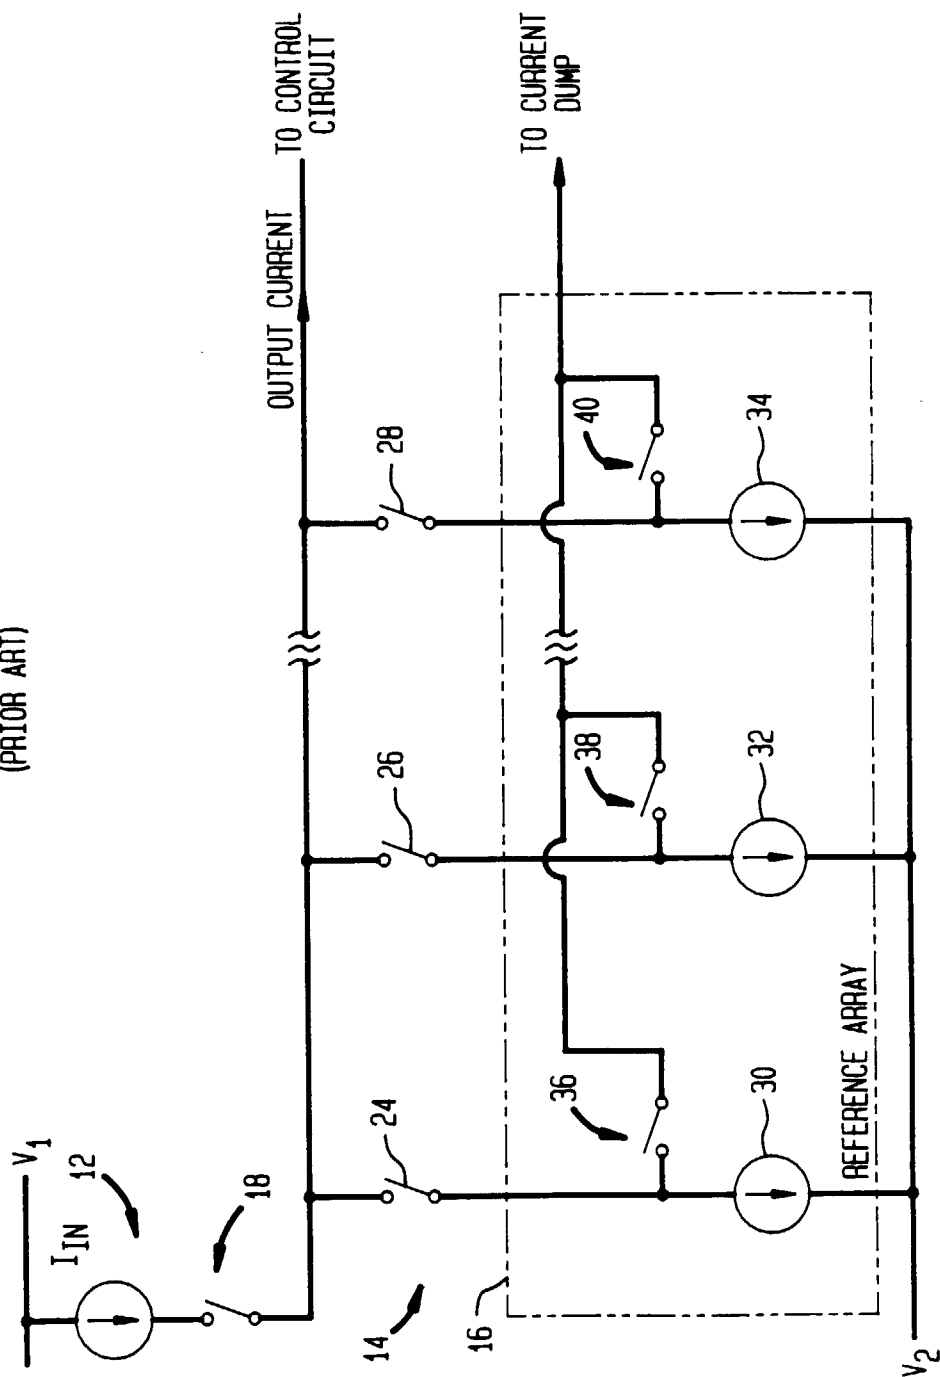 (PRIOR ART)
V1
IIN
12
18
OUTPUT CURRENT
TO CONTROL
CIRCUIT
14
24
26
28
TO CURRENT
DUMP
16
36
38
40
30
32
34
REFERENCE ARRAY
V2